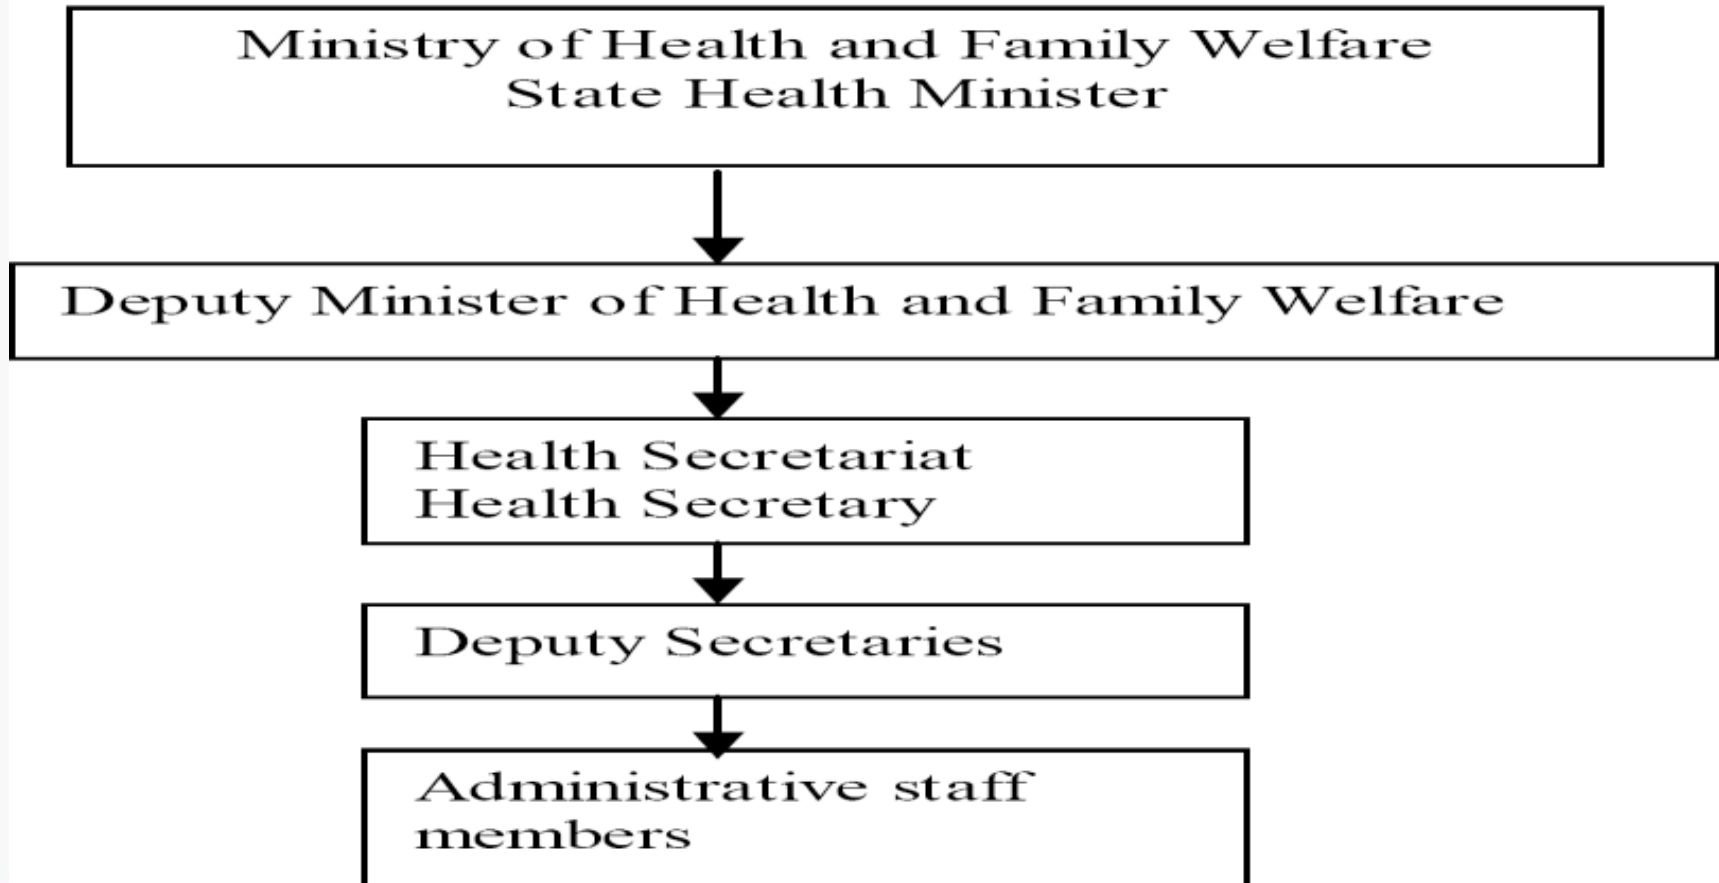 Ministry of Health and Family Welfare
State Health Minister
Deputy Minister of Health and Family Welfare
Health Secretariat
Health Secretary
Deputy Secretaries
Administrative staff
members